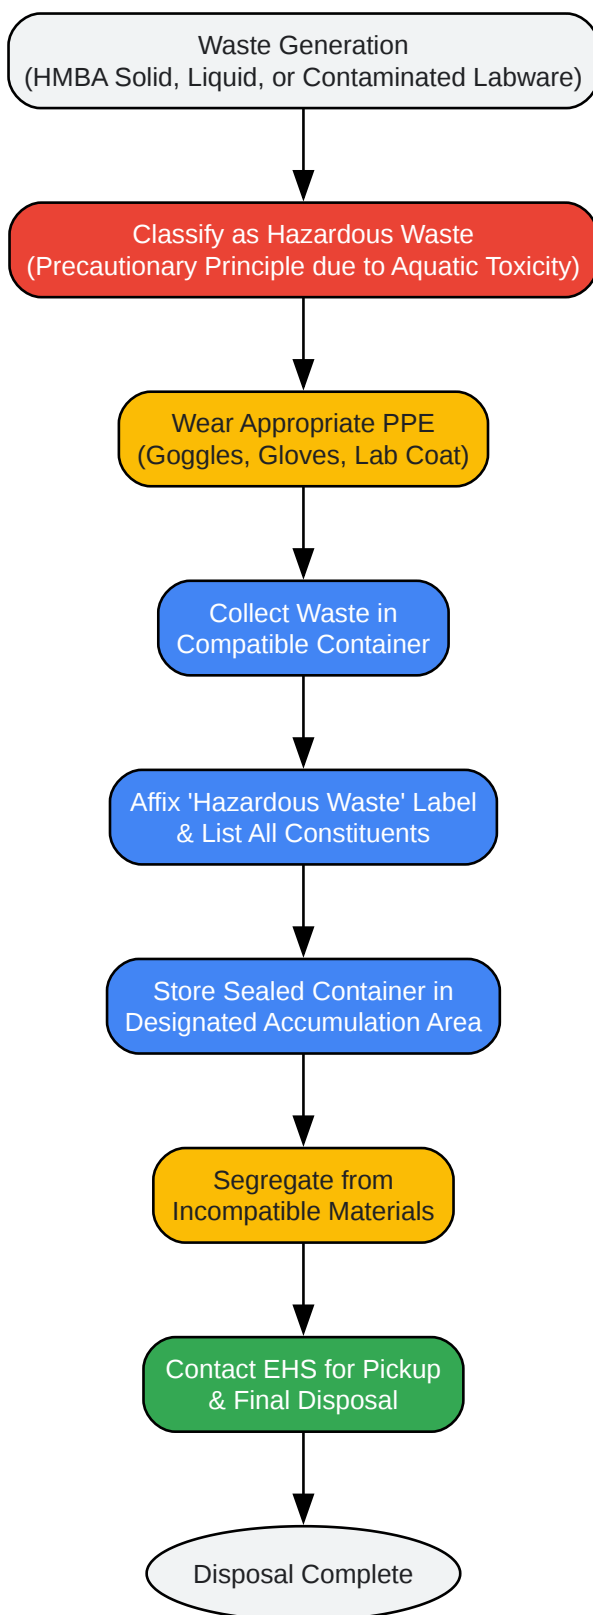 Waste Generation
(HMBA Solid, Liquid, or Contaminated Labware)
Classify as Hazardous Waste
(Precautionary Principle due to Aquatic Toxicity)
Wear Appropriate PPE
(Goggles, Gloves, Lab Coat)
Collect Waste in
Compatible Container
Affix 'Hazardous Waste' Label
& List All Constituents
Store Sealed Container in
Designated Accumulation Area
Segregate from
Incompatible Materials
Contact EHS for Pickup
& Final Disposal
Disposal Complete